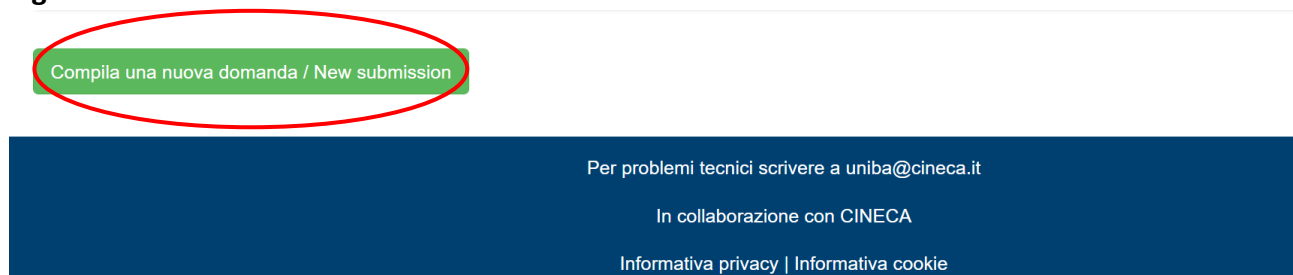 Compila una nuova domanda / New submission
Per problemi tecnici scrivere a uniba@cineca.it
In collaborazione con CINECA
Informativa privacy | Informativa cookie